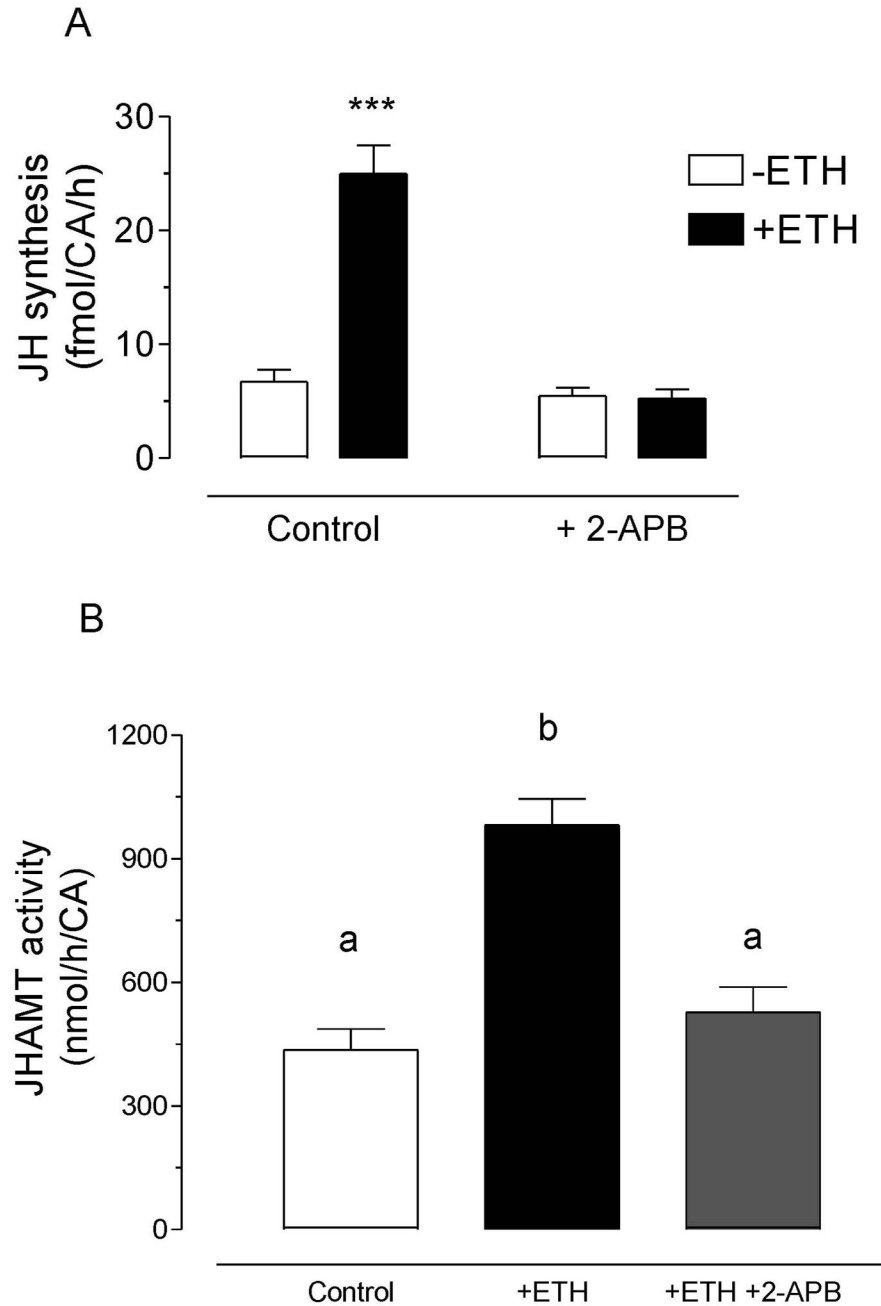 A
***
30
20
10
0
JH synthesis
(fmol/CA/h)
-ETH
+ETH
Control
+ 2-APB
B
1200
900
600
300
0
JHAMT activity
(nmol/h/CA)
a
b
a
Control
+ETH
+ETH +2-APB